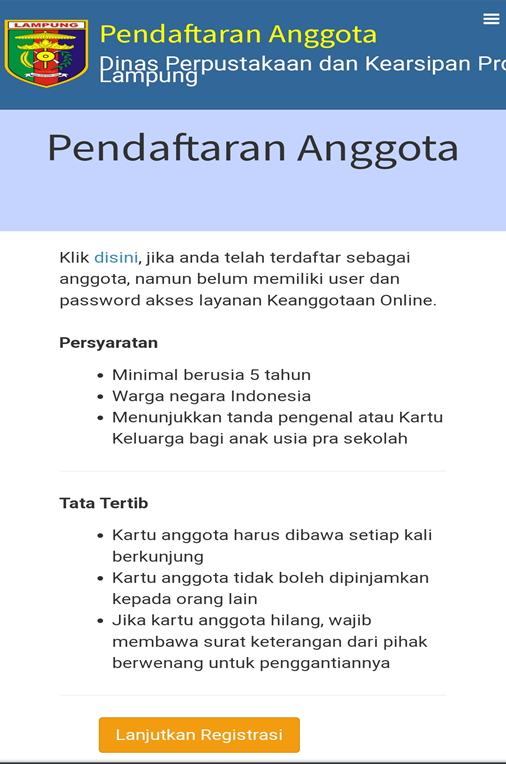 LAMPUNG
Pendaftaran Anggota
Dinas Perpustakaan dan Kearsipan Pro
Lampung
Pendaftaran Anggota
Klik disini, jika anda telah terdaftar sebagai
anggota, namun belum memiliki user dan
password akses layanan Keanggotaan Online.
Persyaratan
• Minimal berusia 5 tahun
• Warga negara Indonesia
• Menunjukkan tanda pengenal atau Kartu
Keluarga bagi anak usia pra sekolah
Tata Tertib
• Kartu anggota harus dibawa setiap kali
berkunjung
• Kartu anggota tidak boleh dipinjamkan
kepada orang lain
• Jika kartu anggota hilang, wajib
membawa surat keterangan dari pihak
berwenang untuk penggantiannya
Lanjutkan Registrasi